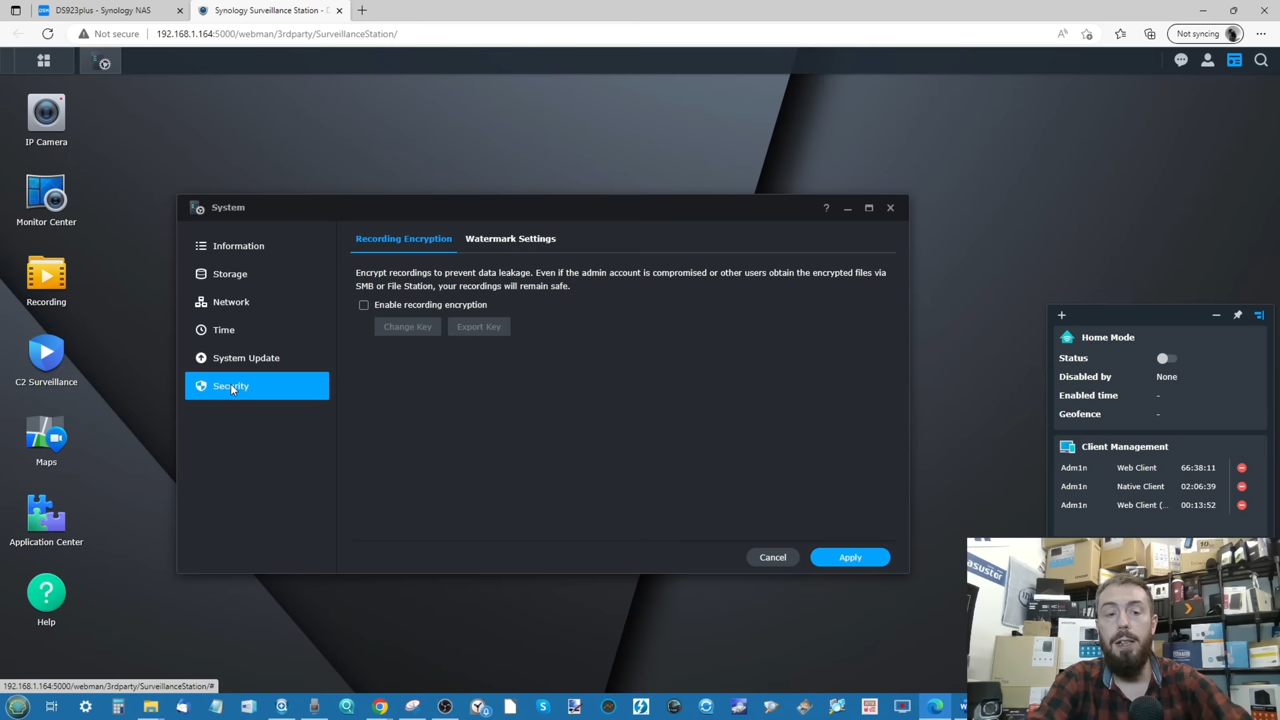 DS923plus - Synology NAS
Synology Surveillance Station - D
Not secure
192.168.1.164:5000/webman/3rdparty/SurveillanceStation/
Not syncing
IP Camera
Monitor Center
Recording
C2 Surveillance
Maps
Application Center
Help
System
Information
Storage
Network
Time
System Update
Security
Recording Encryption
Watermark Settings
Encrypt recordings to prevent data leakage. Even if the admin account is compromised or other users obtain the encrypted files via
SMB or File Station, your recordings will remain safe.
Enable recording encryption
Change Key
Export Key
Cancel
Apply
Home Mode
Status
Disabled by None
Enabled time -
Geofence -
Client Management
Adm1n Web Client 66:38:11
Adm1n Native Client 02:06:39
Adm1n Web Client (... 00:13:52
192.168.1.164:5000/webman/3rdparty/SurveillanceStation/#
asustor